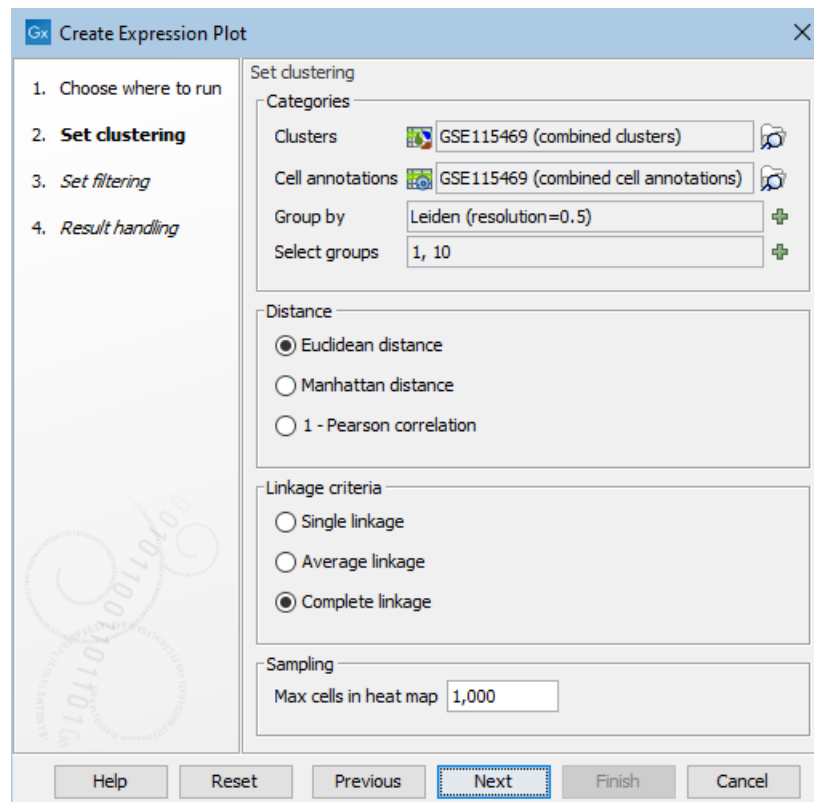 Gx Create Expression Plot
1. Choose where to run
2. Set clustering
3. Set filtering
4. Result handling
Set clustering
Categories
Clusters GSE115469 (combined clusters)
Cell annotations GSE115469 (combined cell annotations)
Group by Leiden (resolution=0.5)
Select groups 1, 10
Distance
Euclidean distance
Manhattan distance
1 - Pearson correlation
Linkage criteria
Single linkage
Average linkage
Complete linkage
Sampling
Max cells in heat map 1,000
Help Reset Previous Next Finish Cancel